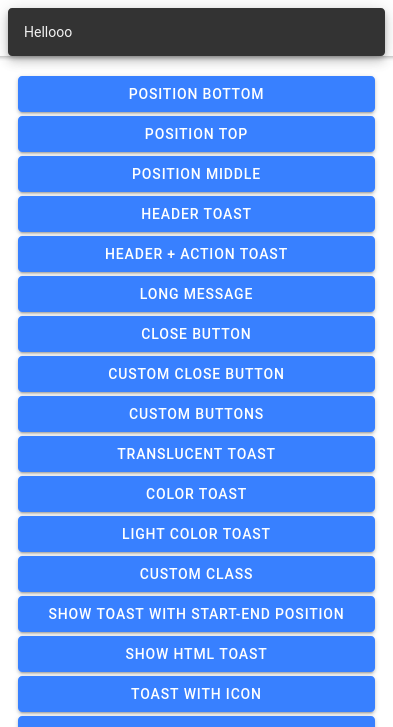 Hellooo
POSITION BOTTOM
POSITION TOP
POSITION MIDDLE
HEADER TOAST
HEADER + ACTION TOAST
LONG MESSAGE
CLOSE BUTTON
CUSTOM CLOSE BUTTON
CUSTOM BUTTONS
TRANSLUCENT TOAST
COLOR TOAST
LIGHT COLOR TOAST
CUSTOM CLASS
SHOW TOAST WITH START-END POSITION
SHOW HTML TOAST
TOAST WITH ICON